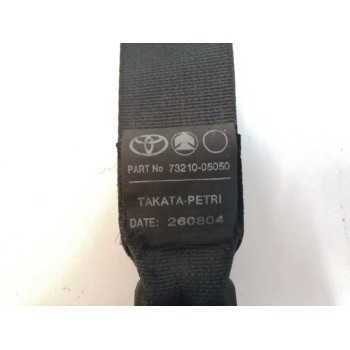 PART No 73210-05050
TAKATA-PETRI
DATE: 260804